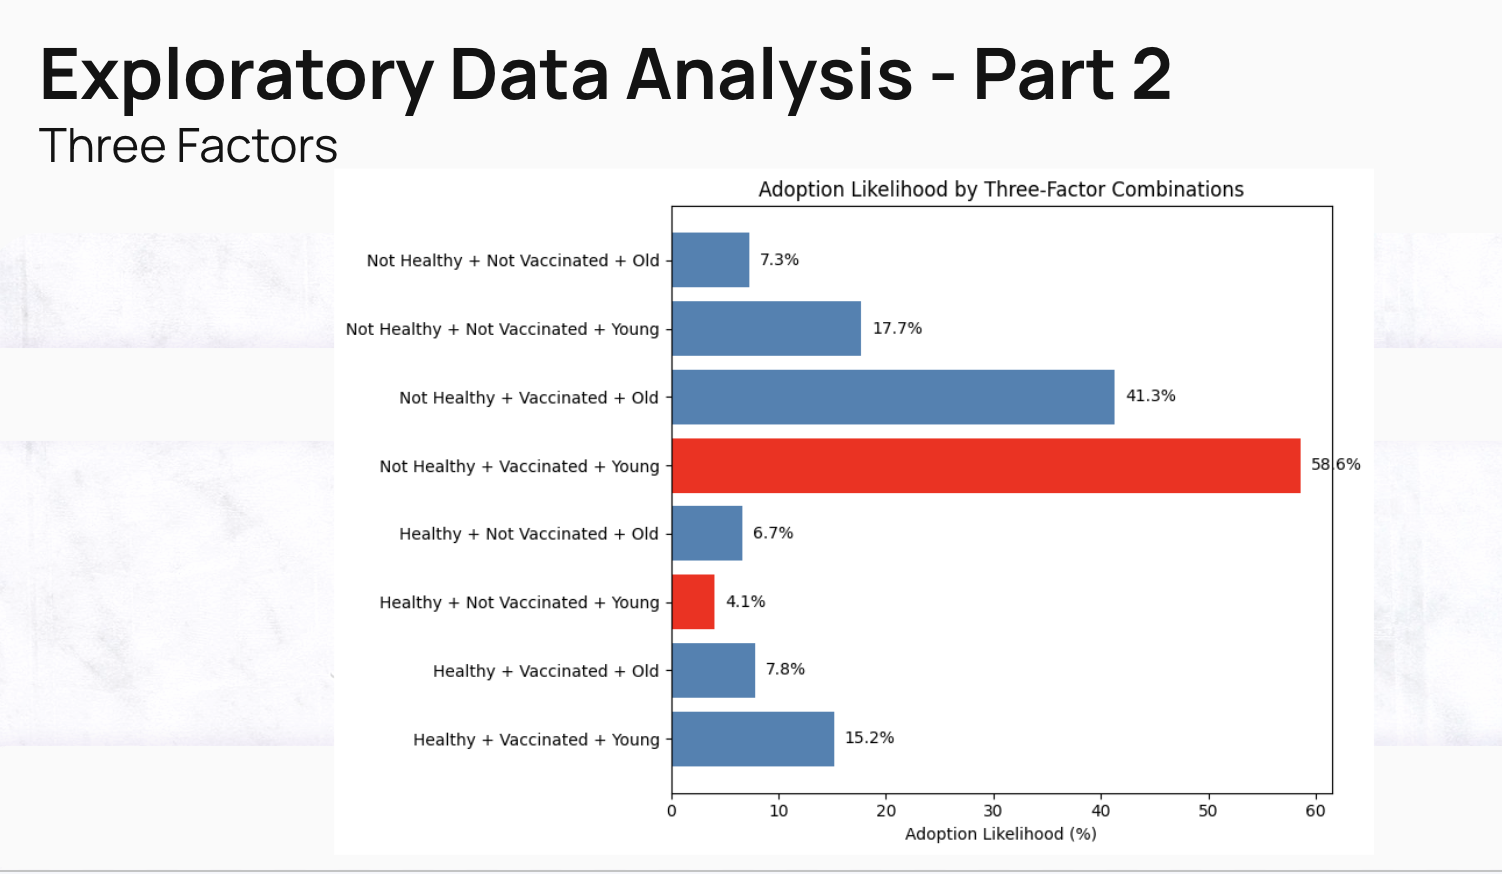 Exploratory Data Analysis - Part 2
Three Factors
Adoption Likelihood by Three-Factor Combinations
Not Healthy + Not Vaccinated + Old 7.3%
Not Healthy + Not Vaccinated + Young 17.7%
Not Healthy + Vaccinated + Old 41.3%
Not Healthy + Vaccinated + Young 58.6%
Healthy + Not Vaccinated + Old 6.7%
Healthy + Not Vaccinated + Young 4.1%
Healthy + Vaccinated + Old 7.8%
Healthy + Vaccinated + Young 15.2%
0 10 20 30 40 50 60
Adoption Likelihood (%)